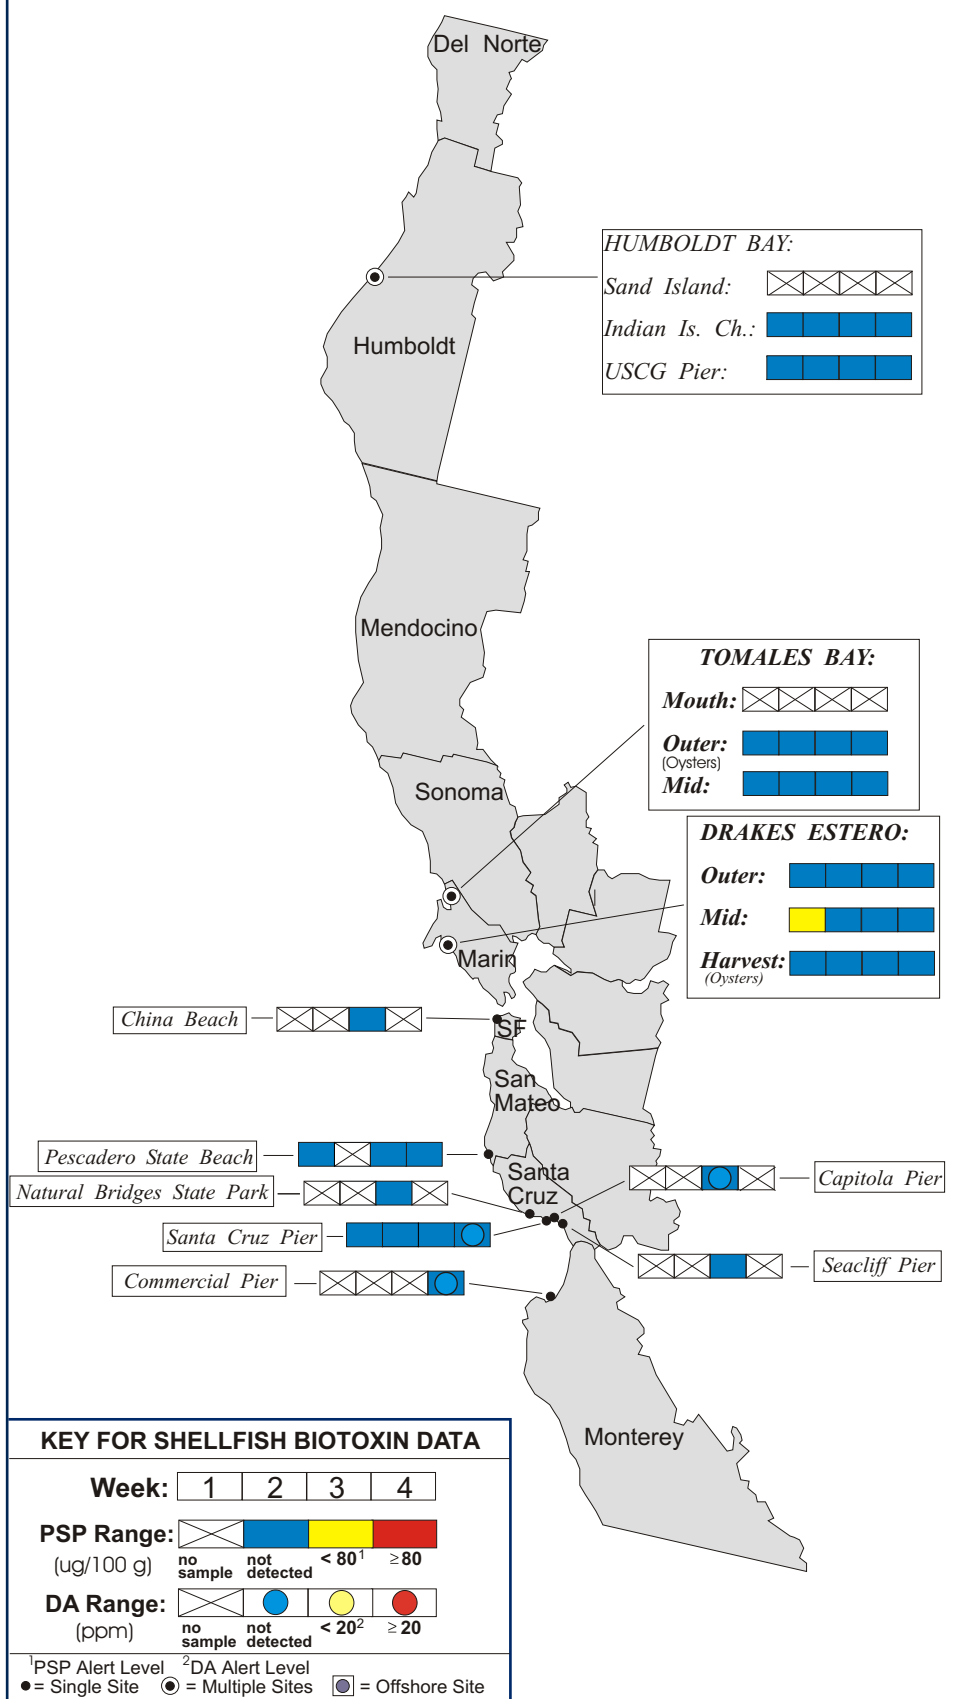 Del Norte
HUMBOLDT BAY:
Sand Island:
Indian Is. Ch.:
USCG Pier:
Humboldt
Mendocino
TOMALES BAY:
Mouth:
Outer:
(Oysters)
Mid:
Sonoma
DRAKES ESTERO:
Outer:
Mid:
Harvest:
(Oysters)
Marin
China Beach
SF
San
Mateo
Pescadero State Beach
Santa
Cruz
Capitola Pier
Natural Bridges State Park
Santa Cruz Pier
Seacliff Pier
Commercial Pier
Monterey
KEY FOR SHELLFISH BIOTOXIN DATA
Week: 1 2 3 4
PSP Range:
(ug/100 g)
no sample not detected < 80¹ ≥80
DA Range:
(ppm)
no sample not detected < 20² ≥ 20
¹PSP Alert Level ²DA Alert Level
= Single Site = Multiple Sites = Offshore Site